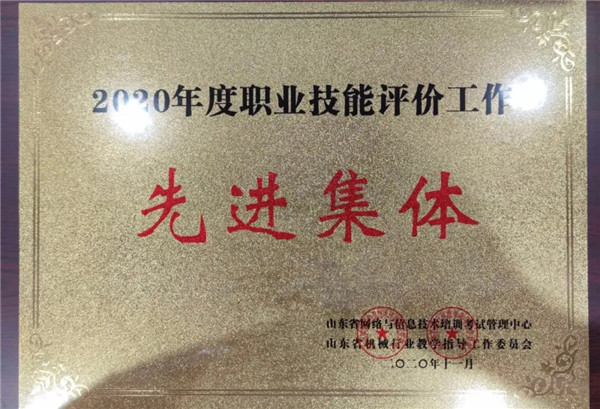 2020年度职业技能评价工作
先进集体
山东省网络与信息技术培训考试管理中心
山东省机械行业教学指导工作委员会
二〇二〇年十一月